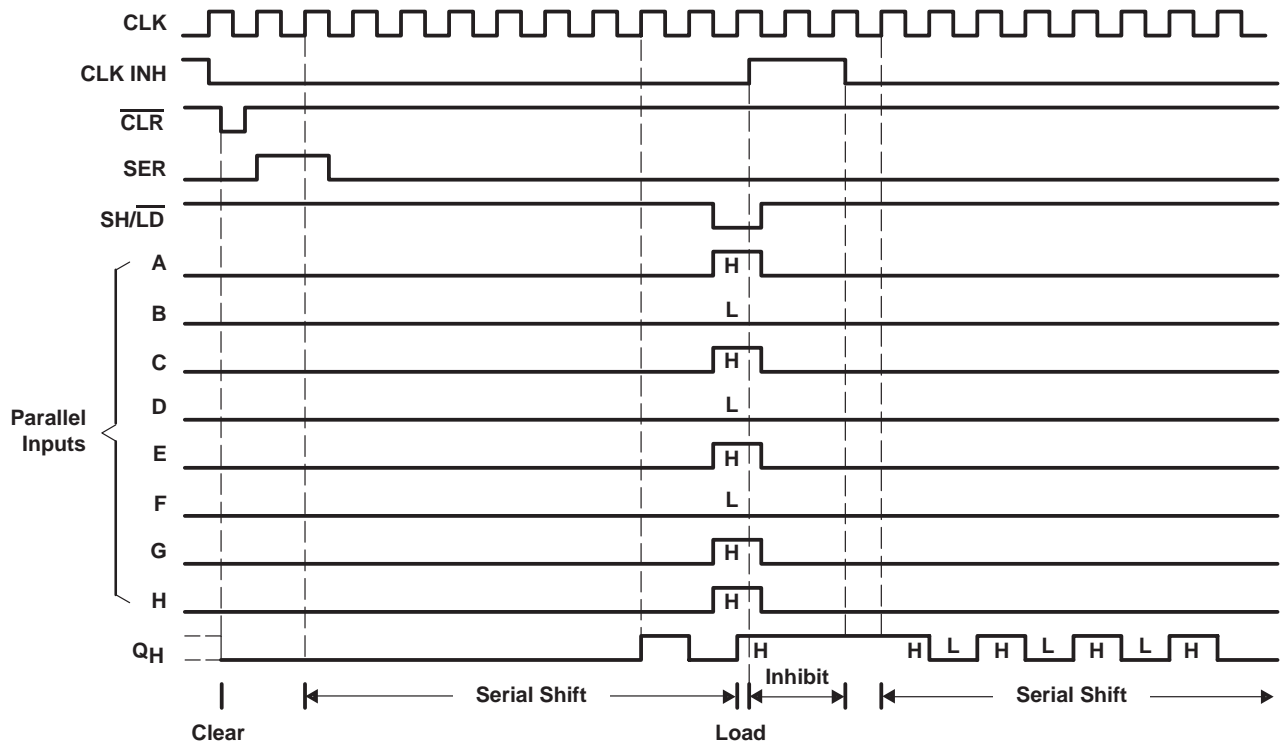 CLK
CLK INH
CLR
SER
SH/LD
A
H
B
L
C
H
D
L
Parallel
Inputs
E
H
F
L
G
H
H
H
QH
H
H
L
H
L
H
L
H
Inhibit
Serial Shift
Serial Shift
Clear
Load